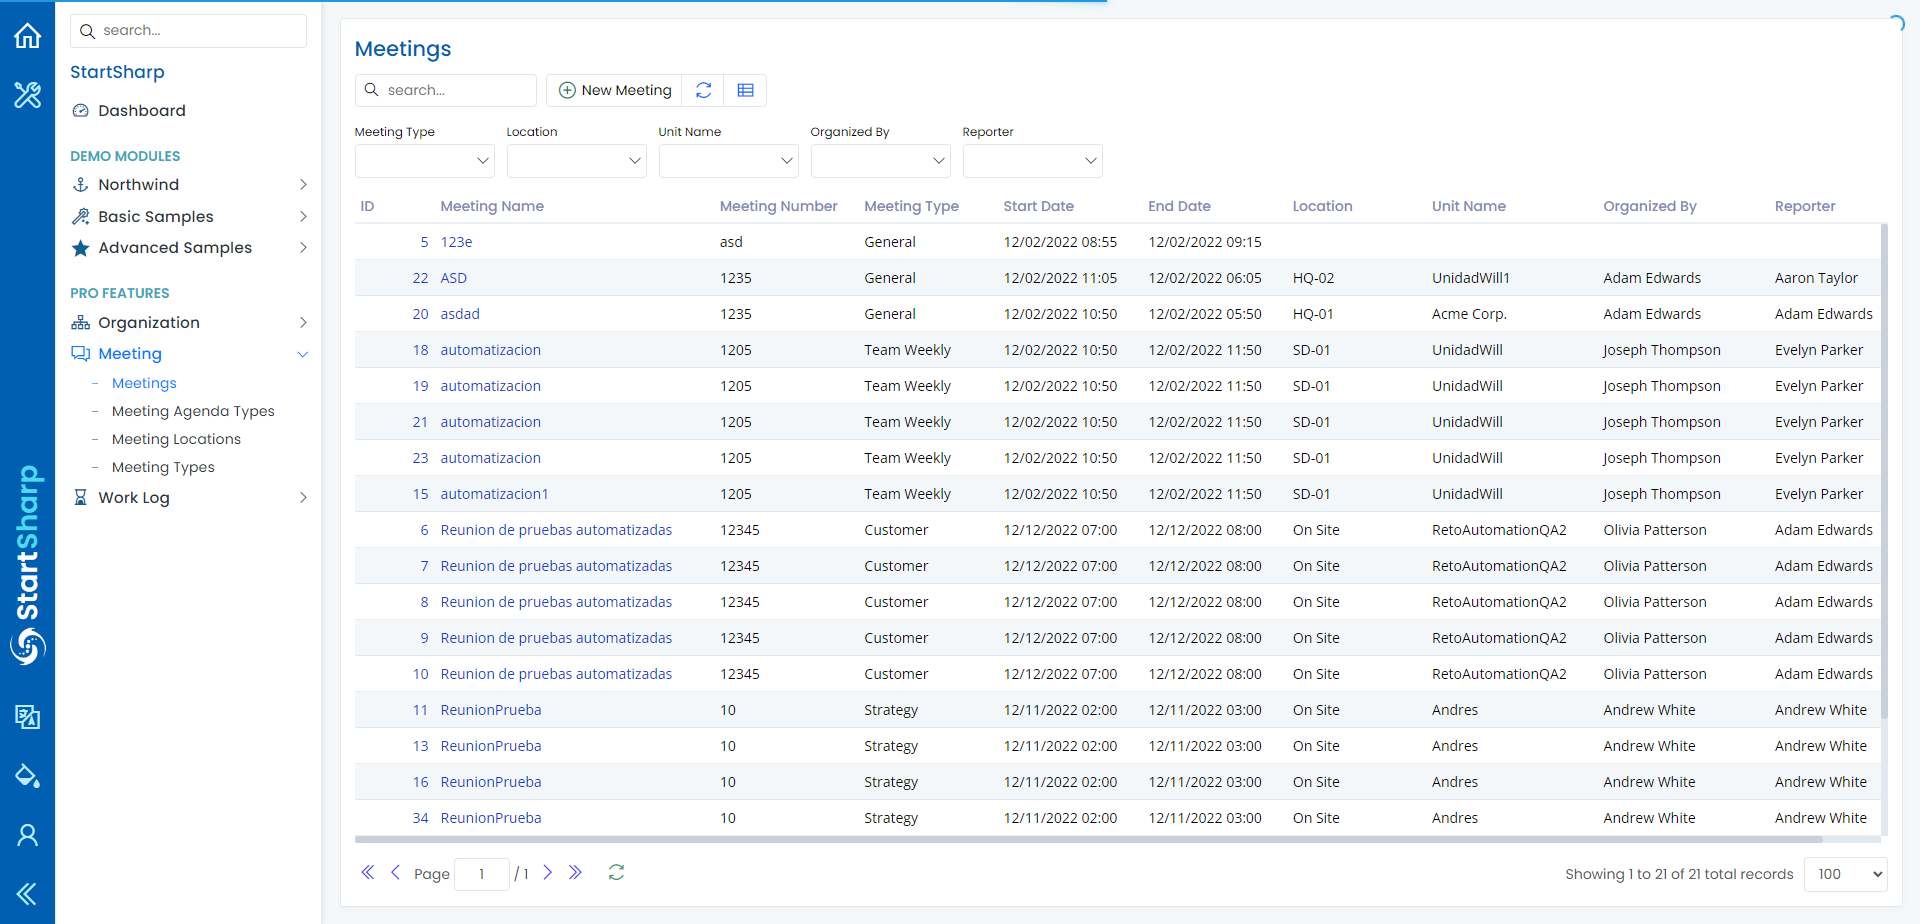 search...
StartSharp
Dashboard
DEMO MODULES
Northwind
Basic Samples
Advanced Samples
PRO FEATURES
Organization
Meeting
Meetings
Meeting Agenda Types
Meeting Locations
Meeting Types
Work Log
StartSharp
Meetings
search...
New Meeting
Meeting Type Location Unit Name Organized By Reporter
ID Meeting Name Meeting Number Meeting Type Start Date End Date Location Unit Name Organized By Reporter
5 123e asd General 12/02/2022 08:55 12/02/2022 09:15
22 ASD 1235 General 12/02/2022 11:05 12/02/2022 06:05 HQ-02 UnidadWill1 Adam Edwards Aaron Taylor
20 asdad 1235 General 12/02/2022 10:50 12/02/2022 05:50 HQ-01 Acme Corp. Adam Edwards Adam Edwards
18 automatizacion 1205 Team Weekly 12/02/2022 10:50 12/02/2022 11:50 SD-01 UnidadWill Joseph Thompson Evelyn Parker
19 automatizacion 1205 Team Weekly 12/02/2022 10:50 12/02/2022 11:50 SD-01 UnidadWill Joseph Thompson Evelyn Parker
21 automatizacion 1205 Team Weekly 12/02/2022 10:50 12/02/2022 11:50 SD-01 UnidadWill Joseph Thompson Evelyn Parker
23 automatizacion 1205 Team Weekly 12/02/2022 10:50 12/02/2022 11:50 SD-01 UnidadWill Joseph Thompson Evelyn Parker
15 automatizacion1 1205 Team Weekly 12/02/2022 10:50 12/02/2022 11:50 SD-01 UnidadWill Joseph Thompson Evelyn Parker
6 Reunion de pruebas automatizadas 12345 Customer 12/12/2022 07:00 12/12/2022 08:00 On Site RetoAutomationQA2 Olivia Patterson Adam Edwards
7 Reunion de pruebas automatizadas 12345 Customer 12/12/2022 07:00 12/12/2022 08:00 On Site RetoAutomationQA2 Olivia Patterson Adam Edwards
8 Reunion de pruebas automatizadas 12345 Customer 12/12/2022 07:00 12/12/2022 08:00 On Site RetoAutomationQA2 Olivia Patterson Adam Edwards
9 Reunion de pruebas automatizadas 12345 Customer 12/12/2022 07:00 12/12/2022 08:00 On Site RetoAutomationQA2 Olivia Patterson Adam Edwards
10 Reunion de pruebas automatizadas 12345 Customer 12/12/2022 07:00 12/12/2022 08:00 On Site RetoAutomationQA2 Olivia Patterson Adam Edwards
11 ReunionPrueba 10 Strategy 12/11/2022 02:00 12/11/2022 03:00 On Site Andres Andrew White Andrew White
13 ReunionPrueba 10 Strategy 12/11/2022 02:00 12/11/2022 03:00 On Site Andres Andrew White Andrew White
16 ReunionPrueba 10 Strategy 12/11/2022 02:00 12/11/2022 03:00 On Site Andres Andrew White Andrew White
34 ReunionPrueba 10 Strategy 12/11/2022 02:00 12/11/2022 03:00 On Site Andres Andrew White Andrew White
Page 1 / 1 Showing 1 to 21 of 21 total records 100